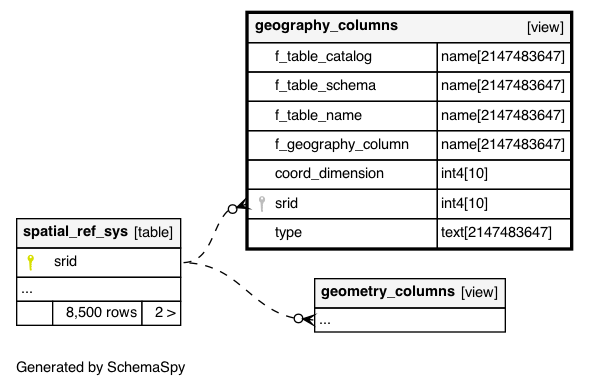 geography_columns [view]
f_table_catalog name[2147483647]
f_table_schema name[2147483647]
f_table_name name[2147483647]
f_geography_column name[2147483647]
coord_dimension int4[10]
srid int4[10]
type text[2147483647]
spatial_ref_sys [table]
srid
...
8,500 rows 2 >
geometry_columns [view]
...
Generated by SchemaSpy